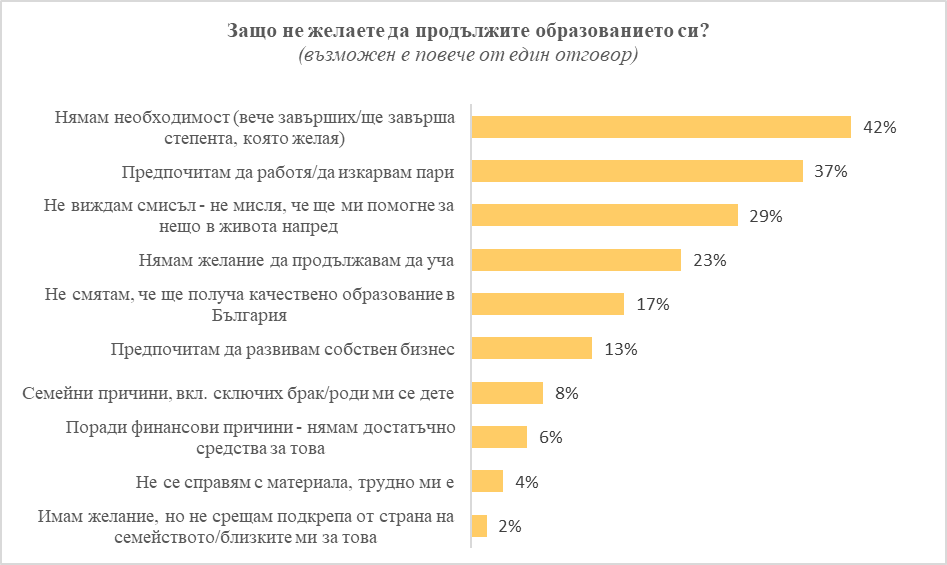 Защо не желаете да продължите образованието си?
(възможен е повече от един отговор)
Нямам необходимост (вече завърших/ще завърша
степента, която желая)
42%
Предпочитам да работя/да изкарвам пари
37%
Не виждам смисъл - не мисля, че ще ми помогне за
нещо в живота напред
29%
Нямам желание да продължавам да уча
23%
Не смятам, че ще получа качествено образование в
България
17%
Предпочитам да развивам собствен бизнес
13%
Семейни причини, вкл. сключих брак/роди ми се дете
8%
Поради финансови причини - нямам достатъчно
средства за това
6%
Не се справям с материала, трудно ми е
4%
Имам желание, но не срещам подкрепа от страна на
семейството/близките ми за това
2%